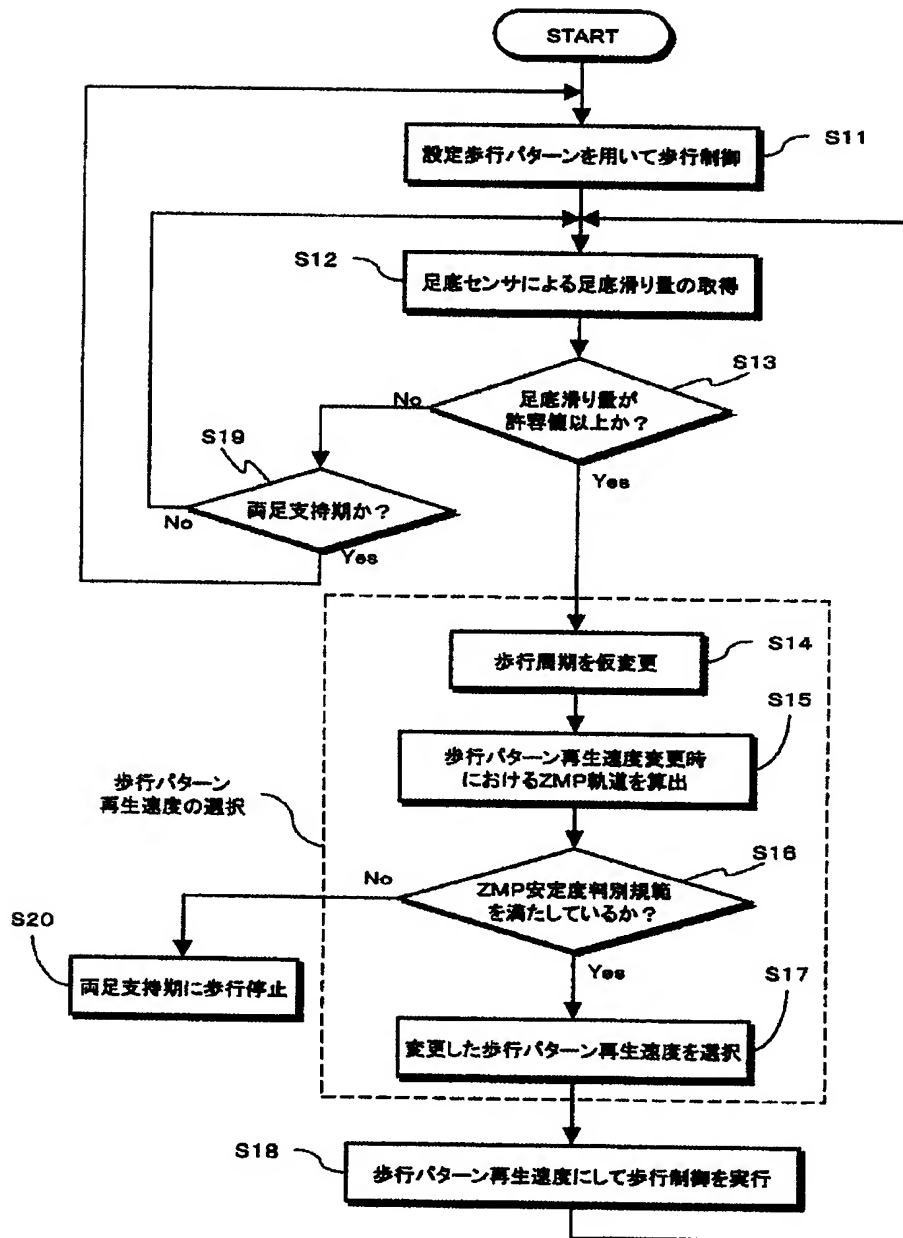 START
設定歩行パターンを用いて歩行制御
S11
S12
足底センサによる足底滑り量の取得
S13
足底滑り量が
許容値以上か？
No
Yes
S19
両足支持期か？
No
Yes
歩行周期を仮変更
S14
S15
歩行パターン再生速度変更時
におけるZMP軌道を算出
歩行パターン
再生速度の選択
S16
ZMP安定度判別規範
を満たしているか？
No
Yes
S20
両足支持期に歩行停止
S17
変更した歩行パターン再生速度を選択
S18
歩行パターン再生速度にして歩行制御を実行